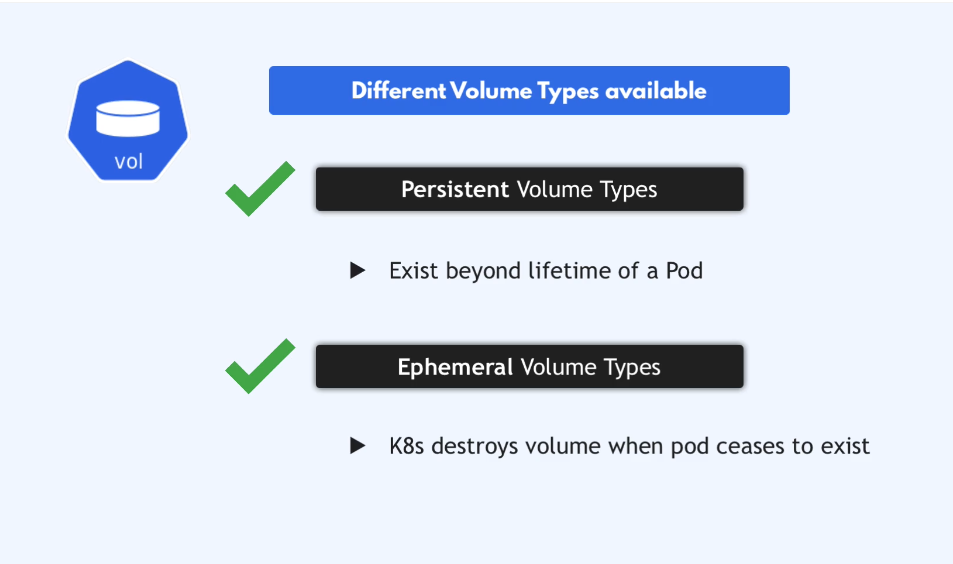 vol
Different Volume Types available
Persistent Volume Types
Exist beyond lifetime of a Pod
Ephemeral Volume Types
K8s destroys volume when pod ceases to exist